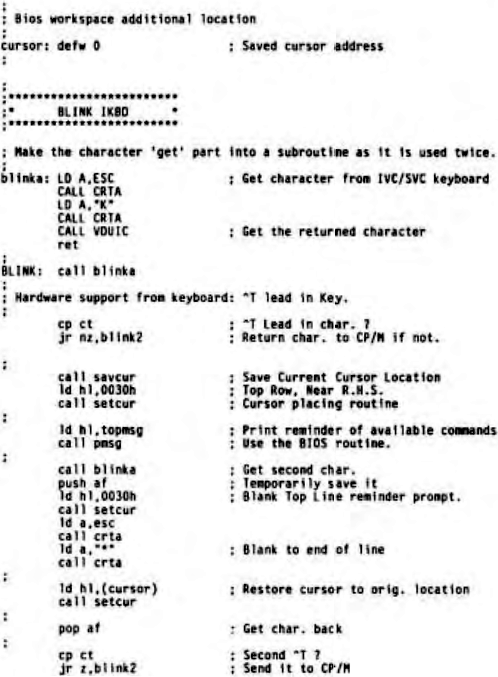 ;
; Bios workspace additional location
;
cursor: defw 0 ; Saved cursor address
;
;
;************************
;* BLINK IKBD *
;************************
; Make the character 'get' part into a subroutine as it is used twice.
;
blinka: LD A,ESC ; Get character from IVC/SVC keyboard
CALL CRTA
LD A,"K"
CALL CRTA
CALL VDUIC ; Get the returned character
ret
;
BLINK: call blinka
;
; Hardware support from keyboard: ^T lead in Key.
;
cp ct ; ^T Lead in char. ?
jr nz,blink2 ; Return char. to CP/M if not.
;
call savcur ; Save Current Cursor Location
ld hl,0030h ; Top Row, Near R.H.S.
call setcur ; Cursor placing routine
;
ld hl,topmsg ; Print reminder of available commands
call pmsg ; Use the BIOS routine.
;
call blinka ; Get second char.
push af ; Temporarily save it
ld hl,0030h ; Blank Top Line reminder prompt.
call setcur
ld a,esc
call crta
ld a,"*" ; Blank to end of line
call crta
;
ld hl,(cursor) ; Restore cursor to orig. location
call setcur
;
pop af ; Get char. back
;
cp ct ; Second ^T ?
jr z,blink2 ; Send it to CP/M